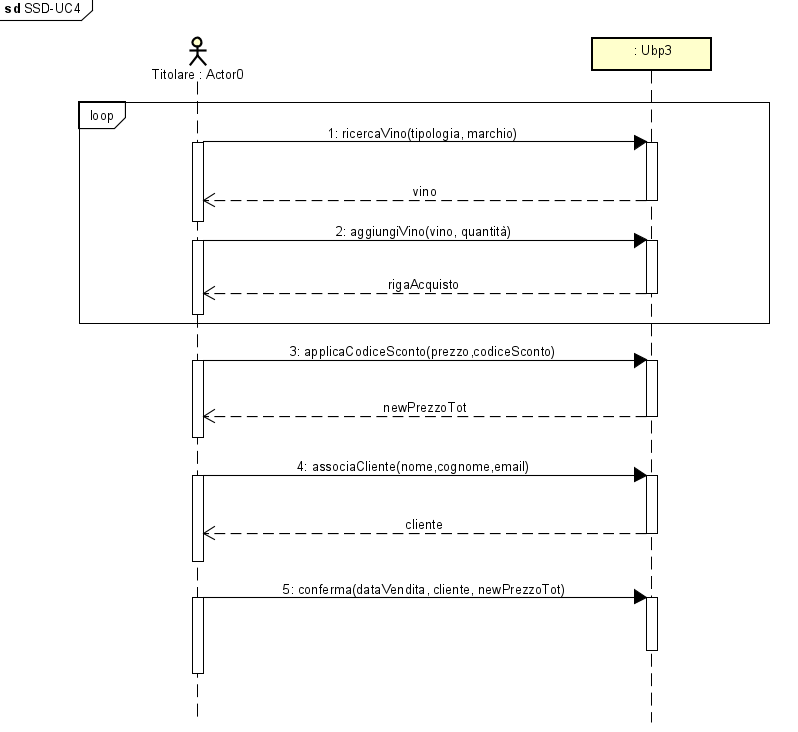 sd SSD-UC4
Titolare : Actor0
: Ubp3
loop
1: ricercaVino(tipologia, marchio)
vino
2: aggiungiVino(vino, quantità)
rigaAcquisto
3: applicaCodiceSconto(prezzo,codiceSconto)
newPrezzoTot
4: associaCliente(nome,cognome,email)
cliente
5: conferma(dataVendita, cliente, newPrezzoTot)